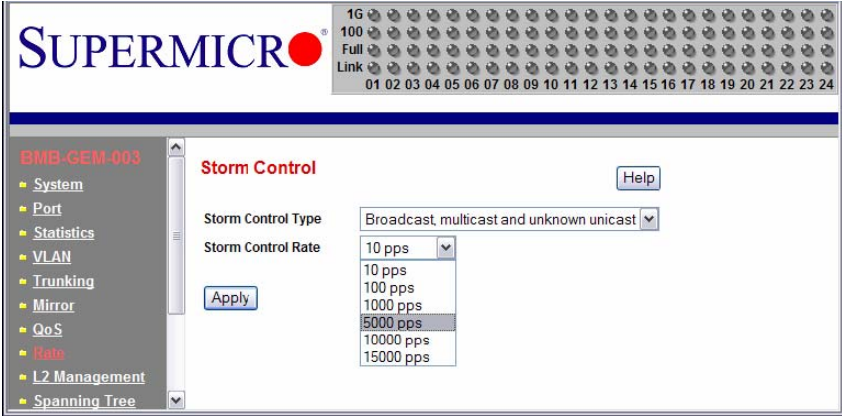 SUPERMICRO®
1G
100
Full
Link
01 02 03 04 05 06 07 08 09 10 11 12 13 14 15 16 17 18 19 20 21 22 23 24
BMB-GEM-003
System
Port
Statistics
VLAN
Trunking
Mirror
QoS
Rate
L2 Management
Spanning Tree
Storm Control
Help
Storm Control Type Broadcast, multicast and unknown unicast
Storm Control Rate 10 pps
10 pps
100 pps
1000 pps
5000 pps
10000 pps
15000 pps
Apply